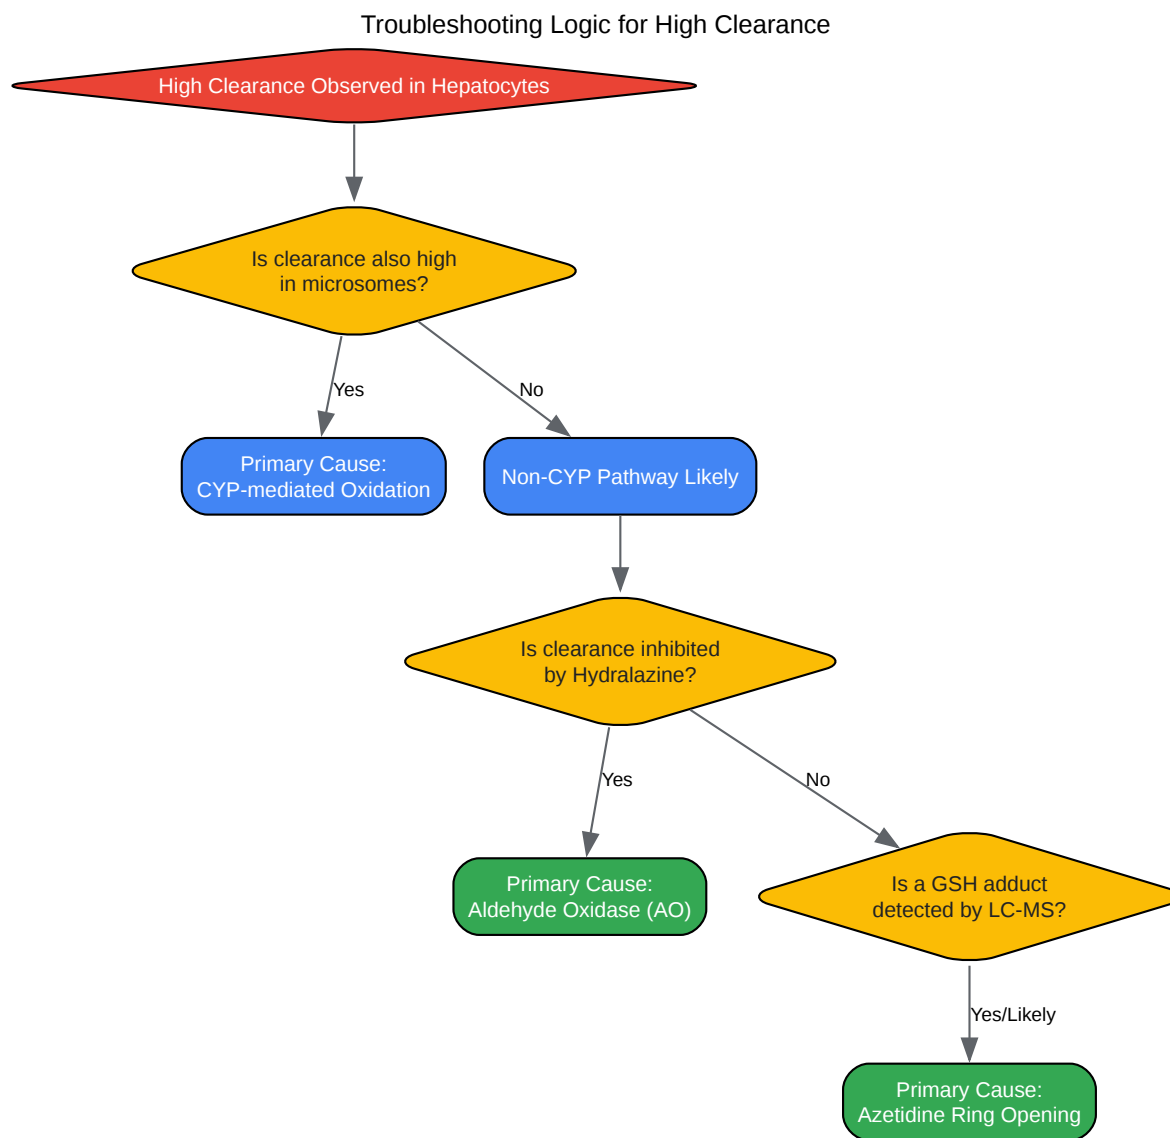 Troubleshooting Logic for High Clearance
High Clearance Observed in Hepatocytes
Is clearance also high
in microsomes?
Yes
No
Primary Cause:
CYP-mediated Oxidation
Non-CYP Pathway Likely
Is clearance inhibited
by Hydralazine?
Yes
No
Primary Cause:
Aldehyde Oxidase (AO)
Is a GSH adduct
detected by LC-MS?
Yes/Likely
Primary Cause:
Azetidine Ring Opening